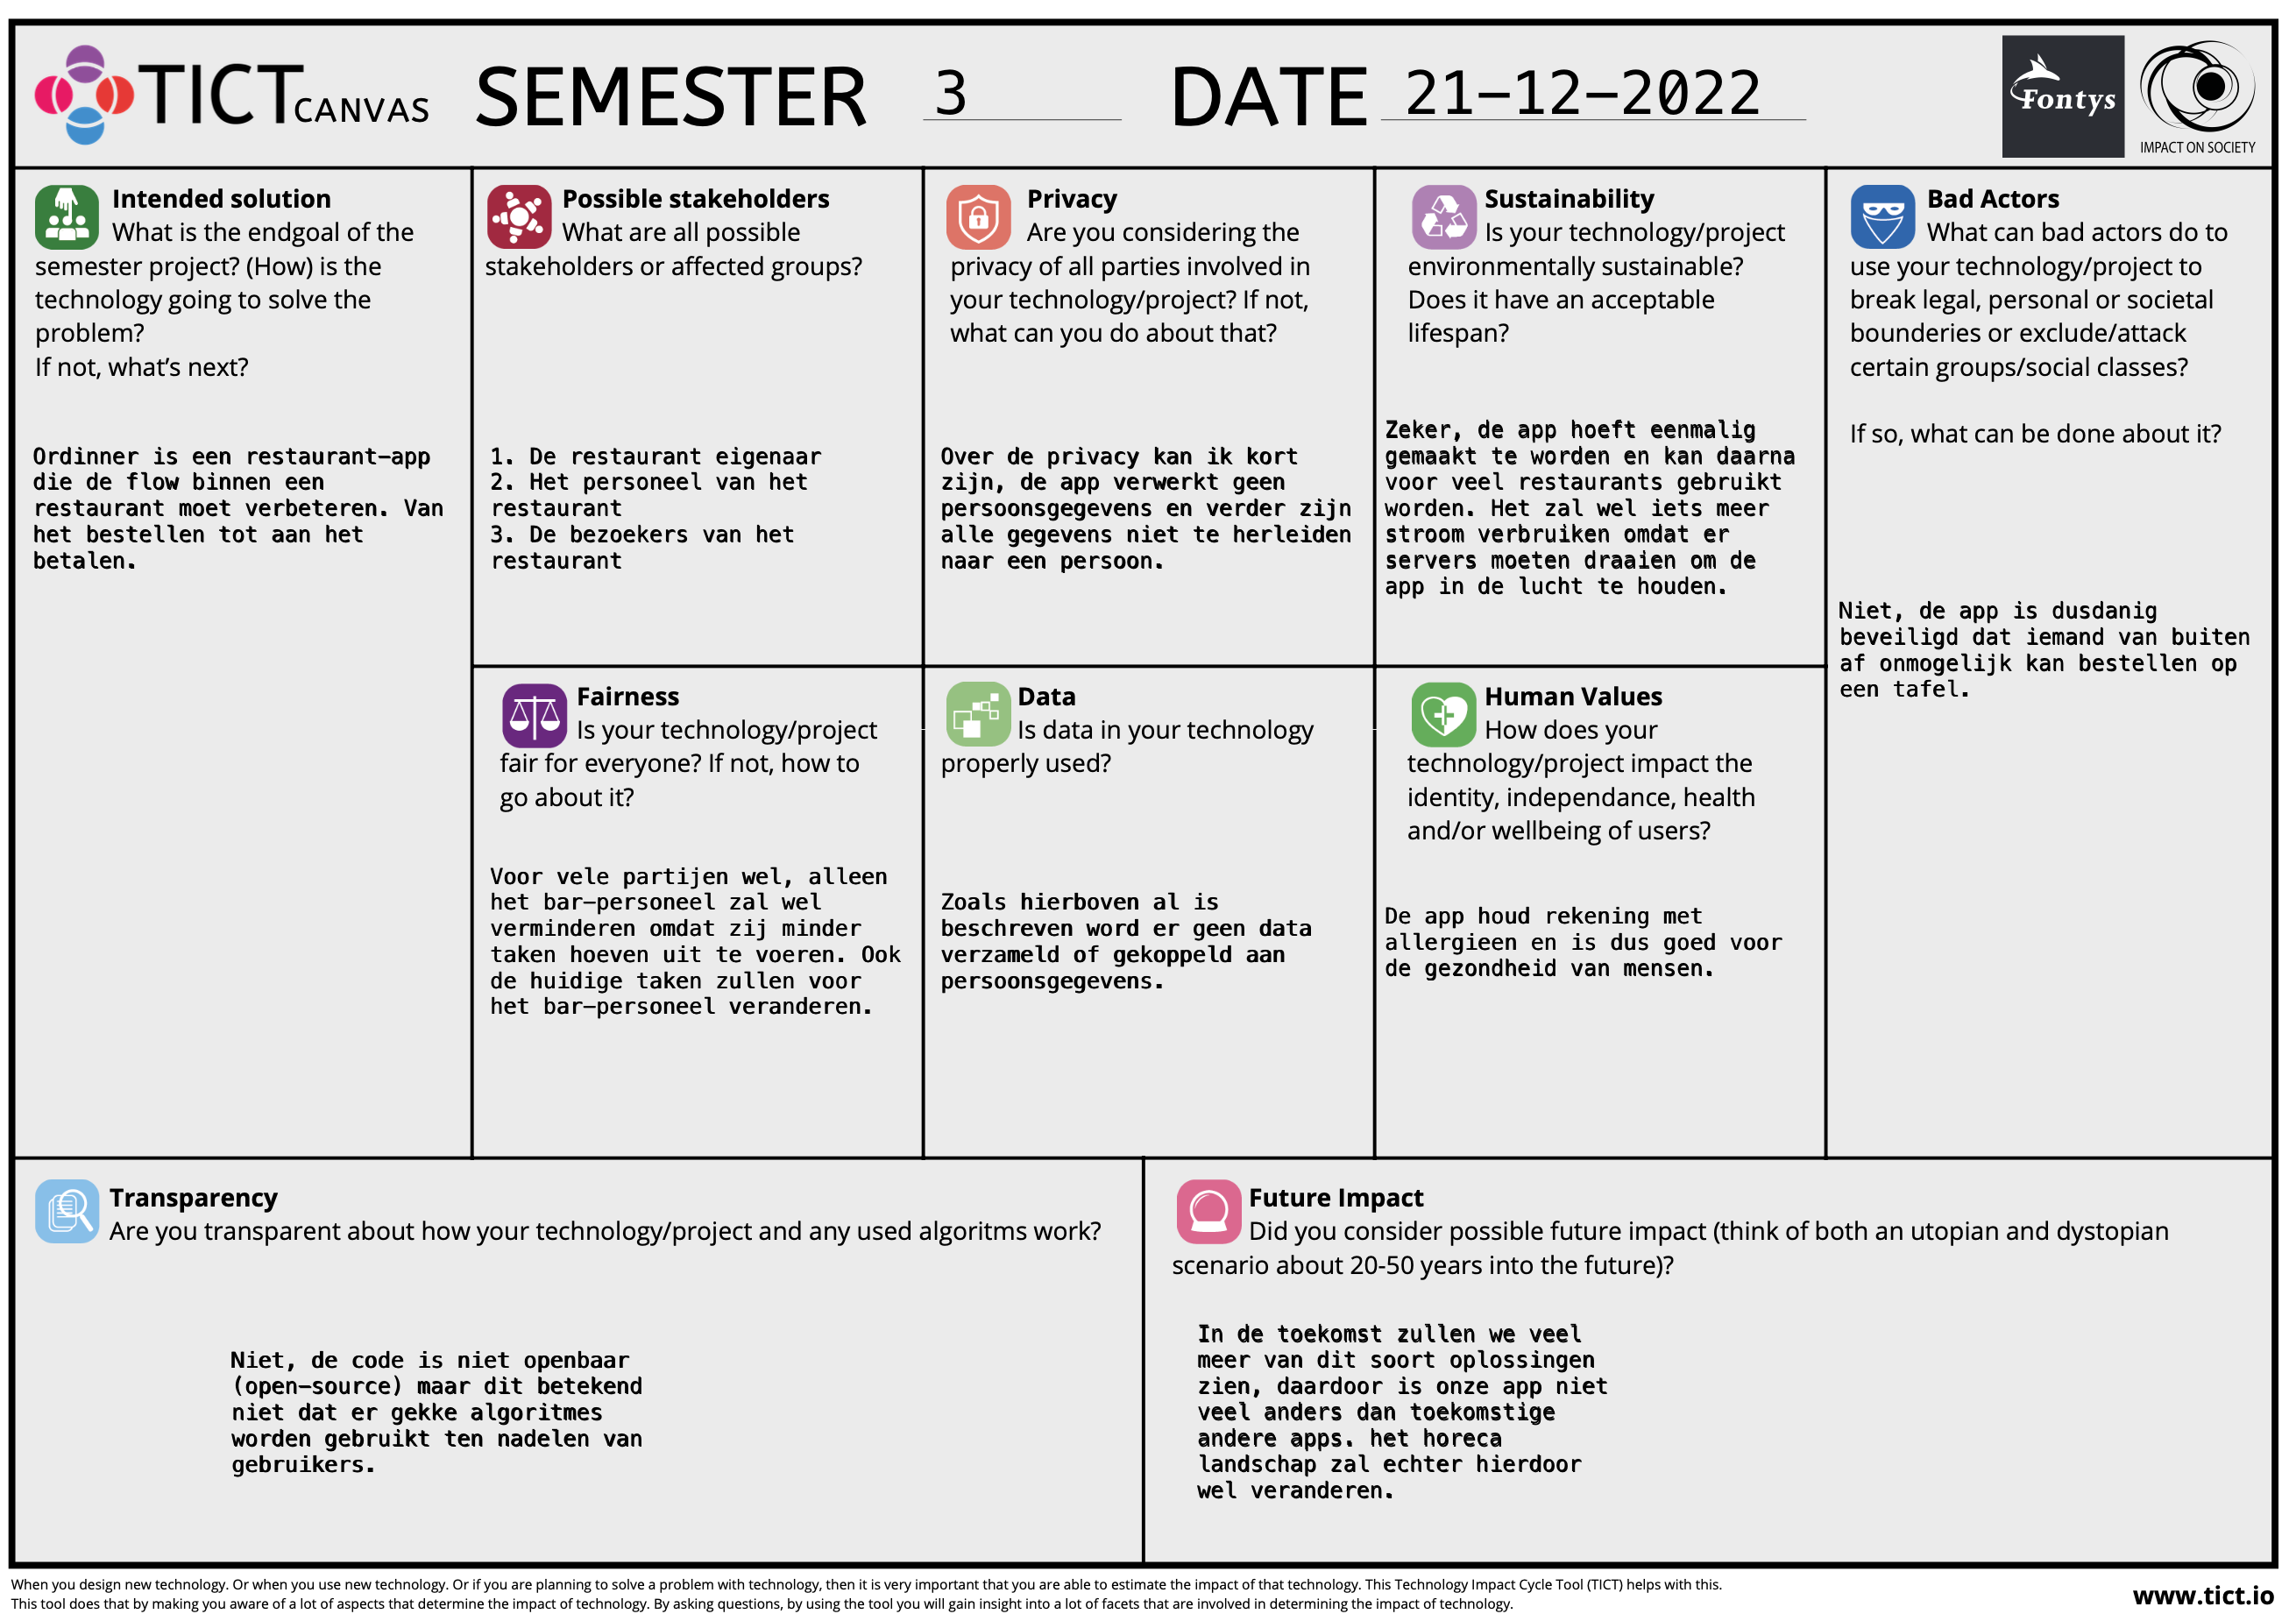 TICT CANVAS SEMESTER 3 DATE 21-12-2022
Fontys
IMPACT ON SOCIETY
Intended solution
What is the endgoal of the
semester project? (How) is the
technology going to solve the
problem?
If not, what's next?
Ordinner is een restaurant-app
die de flow binnen een
restaurant moet verbeteren. Van
het bestellen tot aan het
betalen.
Possible stakeholders
What are all possible
stakeholders or affected groups?
1. De restaurant eigenaar
2. Het personeel van het
restaurant
3. De bezoekers van het
restaurant
Privacy
Are you considering the
privacy of all parties involved in
your technology/project? If not,
what can you do about that?
Over de privacy kan ik kort
zijn, de app verwerkt geen
persoonsgegevens en verder zijn
alle gegevens niet te herleiden
naar een persoon.
Sustainability
Is your technology/project
environmentally sustainable?
Does it have an acceptable
lifespan?
Zeker, de app hoeft eenmalig
gemaakt te worden en kan daarna
voor veel restaurants gebruikt
worden. Het zal wel iets meer
stroom verbruiken omdat er
servers moeten draaien om de
app in de lucht te houden.
Bad Actors
What can bad actors do to
use your technology/project to
break legal, personal or societal
bounderies or exclude/attack
certain groups/social classes?
If so, what can be done about it?
Niet, de app is dusdanig
beveiligd dat iemand van buiten
af onmogelijk kan bestellen op
een tafel.
Fairness
Is your technology/project
fair for everyone? If not, how to
go about it?
Voor vele partijen wel, alleen
het bar-personeel zal wel
verminderen omdat zij minder
taken hoeven uit te voeren. Ook
de huidige taken zullen voor
het bar-personeel veranderen.
Data
Is data in your technology
properly used?
Zoals hierboven al is
beschreven word er geen data
verzameld of gekoppeld aan
persoonsgegevens.
Human Values
How does your
technology/project impact the
identity, independance, health
and/or wellbeing of users?
De app houd rekening met
allergieen en is dus goed voor
de gezondheid van mensen.
Transparency
Are you transparent about how your technology/project and any used algoritms work?
Niet, de code is niet openbaar
(open-source) maar dit betekend
niet dat er gekke algoritmes
worden gebruikt ten nadelen van
gebruikers.
Future Impact
Did you consider possible future impact (think of both an utopian and dystopian
scenario about 20-50 years into the future)?
In de toekomst zullen we veel
meer van dit soort oplossingen
zien, daardoor is onze app niet
veel anders dan toekomstige
andere apps. het horeca
landschap zal echter hierdoor
wel veranderen.
When you design new technology. Or when you use new technology. Or if you are planning to solve a problem with technology, then it is very important that you are able to estimate the impact of that technology. This Technology Impact Cycle Tool (TICT) helps with this.
This tool does that by making you aware of a lot of aspects that determine the impact of technology. By asking questions, by using the tool you will gain insight into a lot of facets that are involved in determining the impact of technology.
www.tict.io